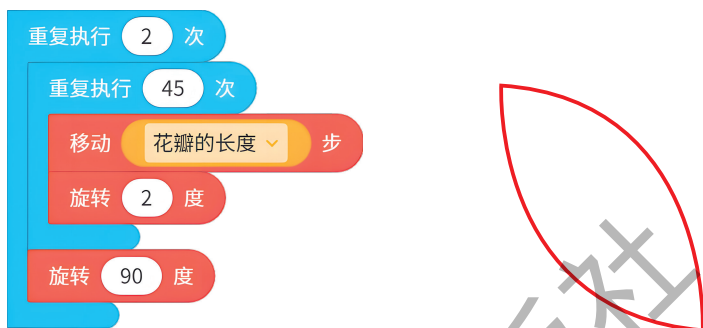 重复执行 2 次
重复执行 45 次
移动 花瓣的长度 步
旋转 2 度
旋转 90 度
社